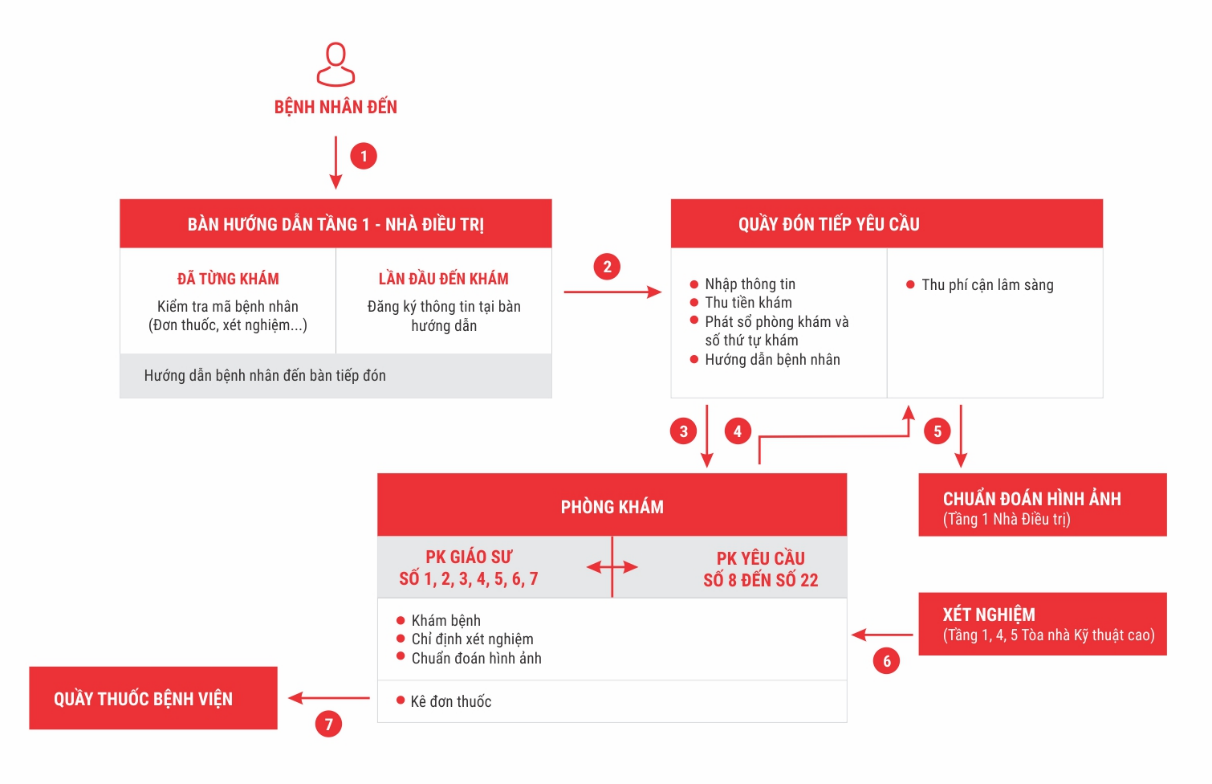 BỆNH NHÂN ĐẾN
1
BÀN HƯỚNG DẪN TẦNG 1 - NHÀ ĐIỀU TRỊ
ĐÃ TỪNG KHÁM
Kiểm tra mã bệnh nhân
(Đơn thuốc, xét nghiệm...)
LẦN ĐẦU ĐẾN KHÁM
Đăng ký thông tin tại bàn
hướng dẫn
Hướng dẫn bệnh nhân đến bàn tiếp đón
2
QUẦY ĐÓN TIẾP YÊU CẦU
Nhập thông tin
Thu tiền khám
Phát sổ phòng khám và
số thứ tự khám
Hướng dẫn bệnh nhân
Thu phí cận lâm sàng
3
4
5
PHÒNG KHÁM
PK GIÁO SƯ
SỐ 1, 2, 3, 4, 5, 6, 7
PK YÊU CẦU
SỐ 8 ĐẾN SỐ 22
Khám bệnh
Chỉ định xét nghiệm
Chuẩn đoán hình ảnh
Kê đơn thuốc
CHUẨN ĐOÁN HÌNH ẢNH
(Tầng 1 Nhà Điều trị)
XÉT NGHIỆM
(Tầng 1, 4, 5 Tòa nhà Kỹ thuật cao)
6
QUẦY THUỐC BỆNH VIỆN
7